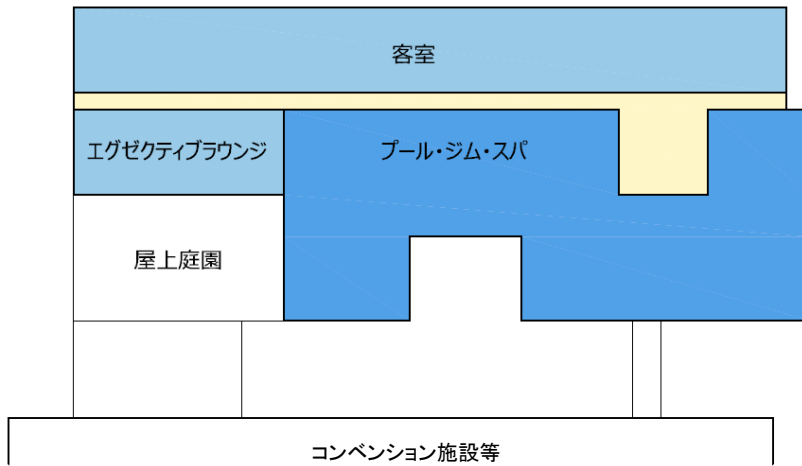 客室
エグゼクティブラウンジ
プール・ジム・スパ
屋上庭園
コンベンション施設等